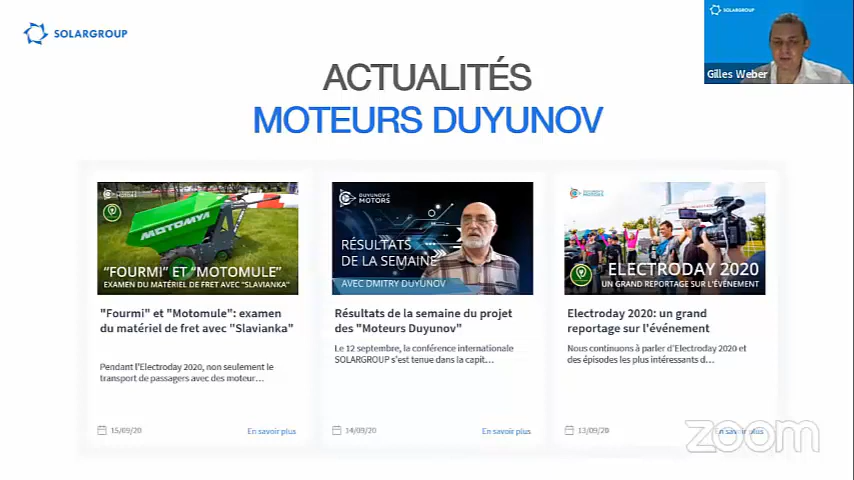 SOLARGROUP
SOLARGROUP
Gilles Weber
ACTUALITÉS
MOTEURS DUYUNOV
MOTOMYA
"FOURMI" ET "MOTOMULE"
EXAMEN DU MATÉRIEL DE FRET AVEC "SLAVIANKA"
DUYUNOV'S
MOTORS
RÉSULTATS
DE LA SEMAINE
AVEC DMITRY DUYUNOV
DUYUNOV'S
MOTORS
ELECTRODAY 2020
UN GRAND REPORTAGE SUR L'ÉVÉNEMENT
"Fourmi" et "Motomule": examen
du matériel de fret avec "Slavianka"
Pendant l'Electroday 2020, non seulement le
transport de passagers avec des moteur...
15/09/20
En savoir plus
Résultats de la semaine du projet
des "Moteurs Duyunov"
Le 12 septembre, la conférence internationale
SOLARGROUP s'est tenue dans la capit...
14/09/20
En savoir plus
Electroday 2020: un grand
reportage sur l'événement
Nous continuons à parler d'Electroday 2020 et
des épisodes les plus intéressants d...
13/09/20
En savoir plus
zoom